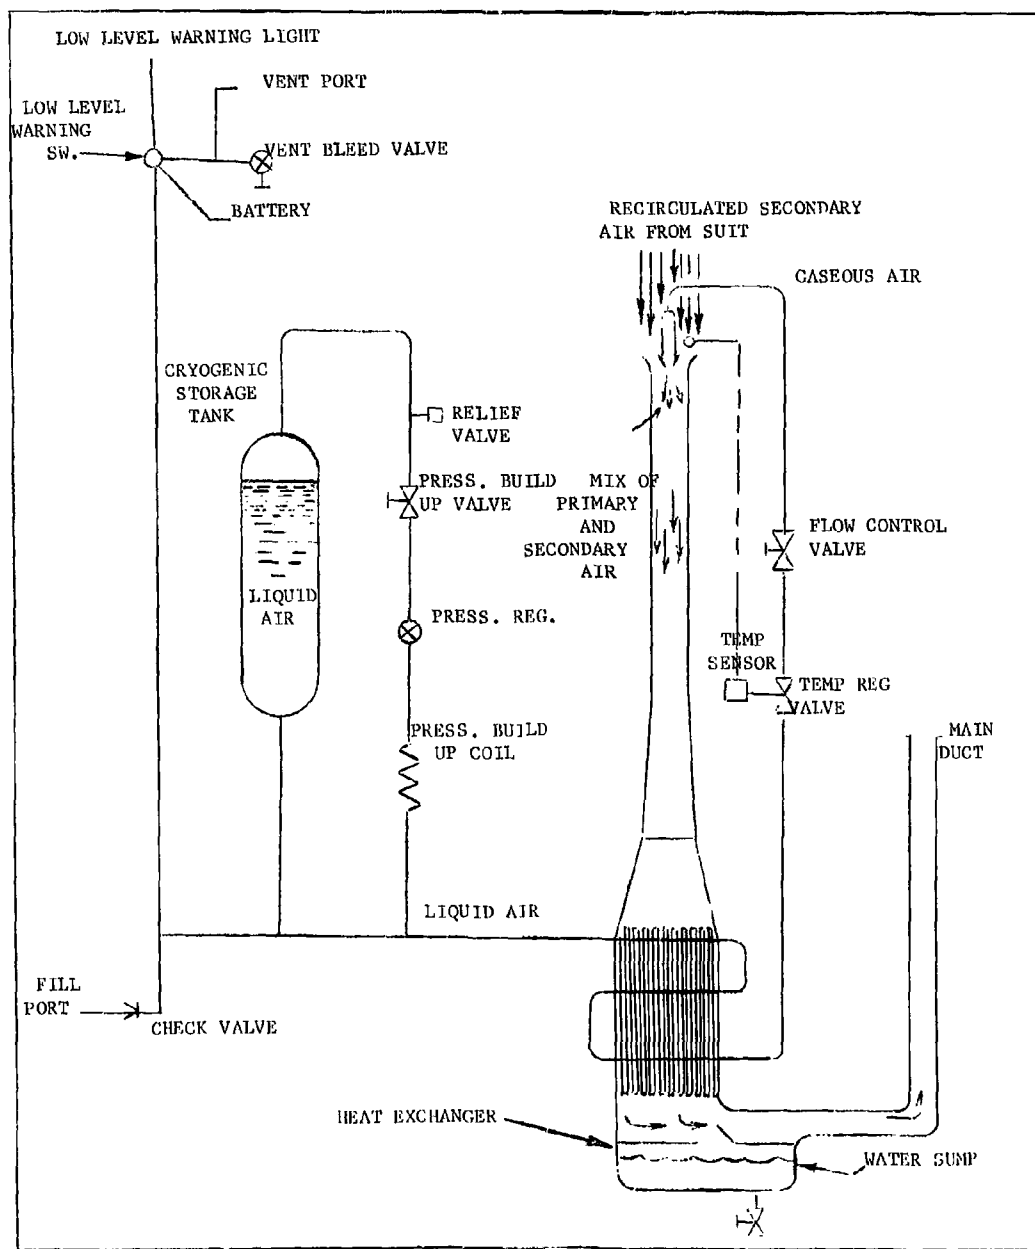 LOW LEVEL WARNING LIGHT
VENT PORT
LOW LEVEL
WARNING
SW.
VENT BLEED VALVE
BATTERY
RECIRCULATED SECONDARY
AIR FROM SUIT
GASEOUS AIR
CRYOGENIC
STORAGE
TANK
RELIEF
VALVE
PRESS. BUILD
UP VALVE
MIX OF
PRIMARY
AND
SECONDARY
AIR
FLOW CONTROL
VALVE
LIQUID
AIR
PRESS. REG.
TEMP
SENSOR
TEMP REG
VALVE
PRESS. BUILD
UP COIL
MAIN
DUCT
LIQUID AIR
FILL
PORT
CHECK VALVE
HEAT EXCHANGER
WATER SUMP